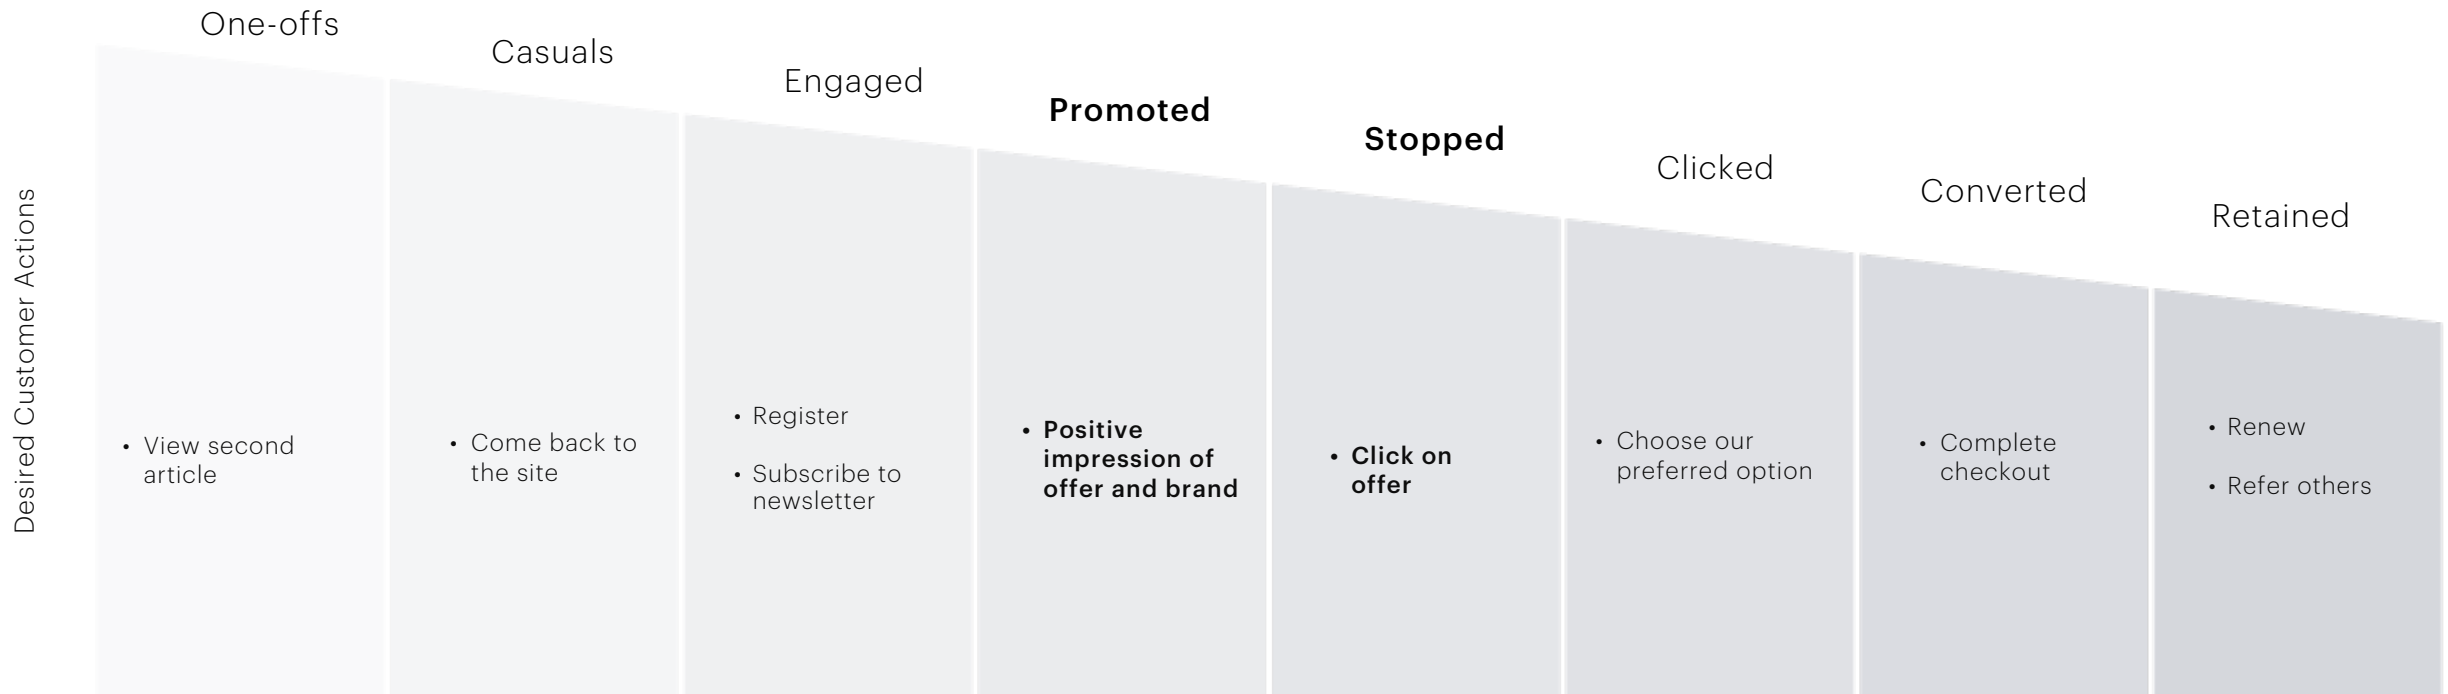 One-offs
Casuals
Engaged
Promoted
Stopped
Clicked
Converted
Retained
Desired Customer Actions
• View second
article
• Come back to
the site
• Register
• Subscribe to
newsletter
• Positive
impression of
offer and brand
• Click on
offer
• Choose our
preferred option
• Complete
checkout
• Renew
• Refer others